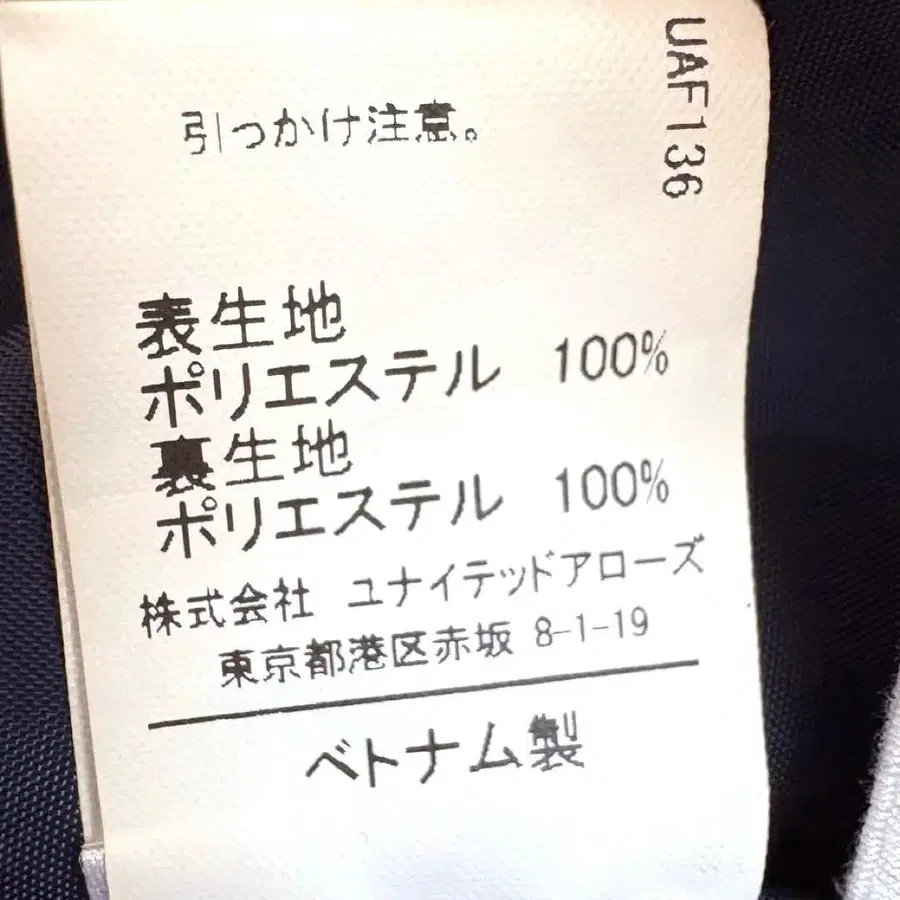 UAF136
引っかけ注意。
表生地
ポリエステル 100%
裏生地
ポリエステル 100%
株式会社 ユナイテッドアローズ
東京都港区赤坂 8-1-19
ベトナム製